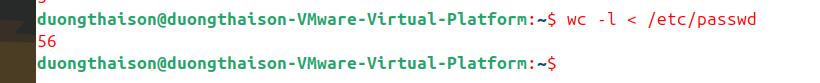 duongthaison@duongthaison-VMware-Virtual-Platform:~$ wc -l < /etc/passwd
56
duongthaison@duongthaison-VMware-Virtual-Platform:~$